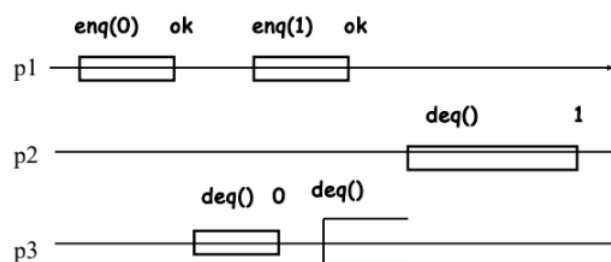 enq(0) ok enq(1) ok
p1
deq() 1
p2
deq() 0 deq()
p3